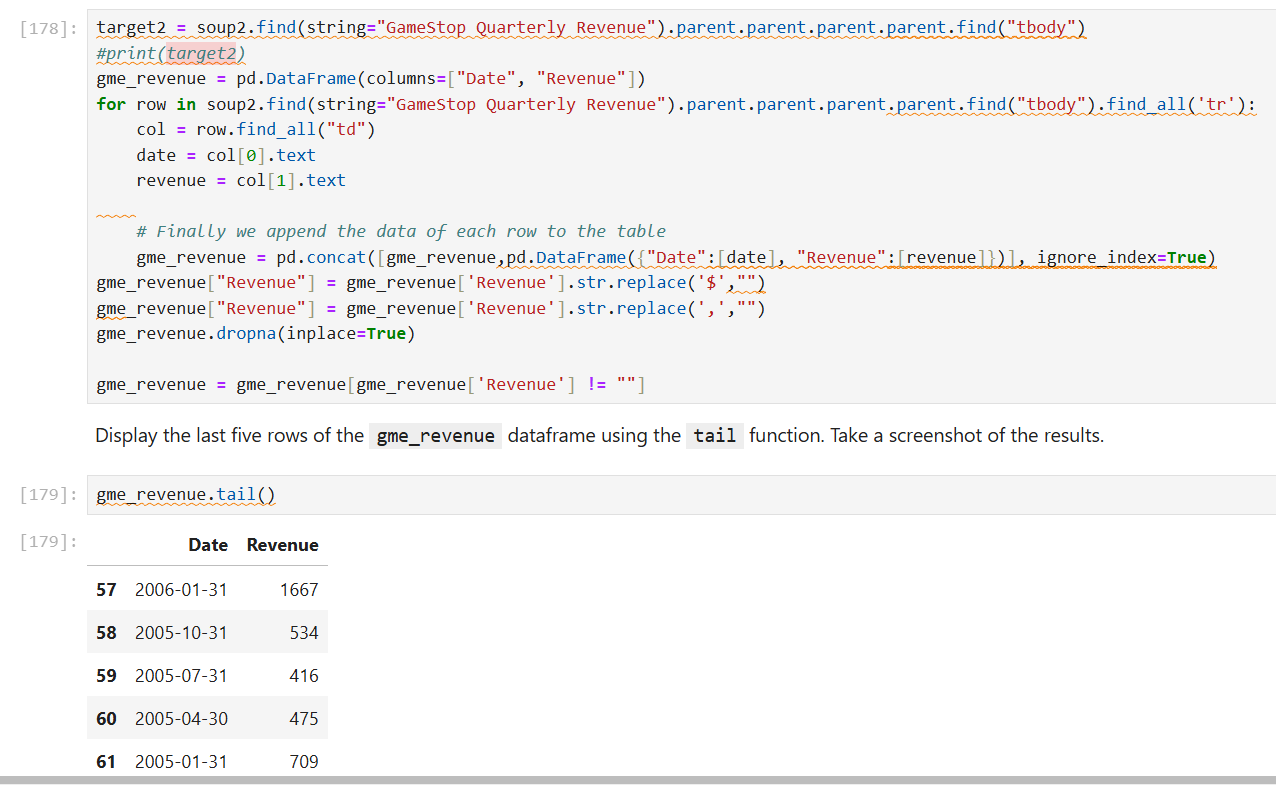 [178]: target2 = soup2.find(string="GameStop Quarterly Revenue").parent.parent.parent.parent.find("tbody")
#print(target2)
gme_revenue = pd.DataFrame(columns=["Date", "Revenue"])
for row in soup2.find(string="GameStop Quarterly Revenue").parent.parent.parent.parent.find("tbody").find_all('tr'):
    col = row.find_all("td")
    date = col[0].text
    revenue = col[1].text
    # Finally we append the data of each row to the table
    gme_revenue = pd.concat([gme_revenue,pd.DataFrame({"Date":[date], "Revenue":[revenue]})], ignore_index=True)
gme_revenue["Revenue"] = gme_revenue['Revenue'].str.replace('$',"")
gme_revenue["Revenue"] = gme_revenue['Revenue'].str.replace(',',"")
gme_revenue.dropna(inplace=True)
gme_revenue = gme_revenue[gme_revenue['Revenue'] != ""]
Display the last five rows of the gme_revenue dataframe using the tail function. Take a screenshot of the results.
[179]: gme_revenue.tail()
[179]: Date Revenue
57 2006-01-31 1667
58 2005-10-31 534
59 2005-07-31 416
60 2005-04-30 475
61 2005-01-31 709